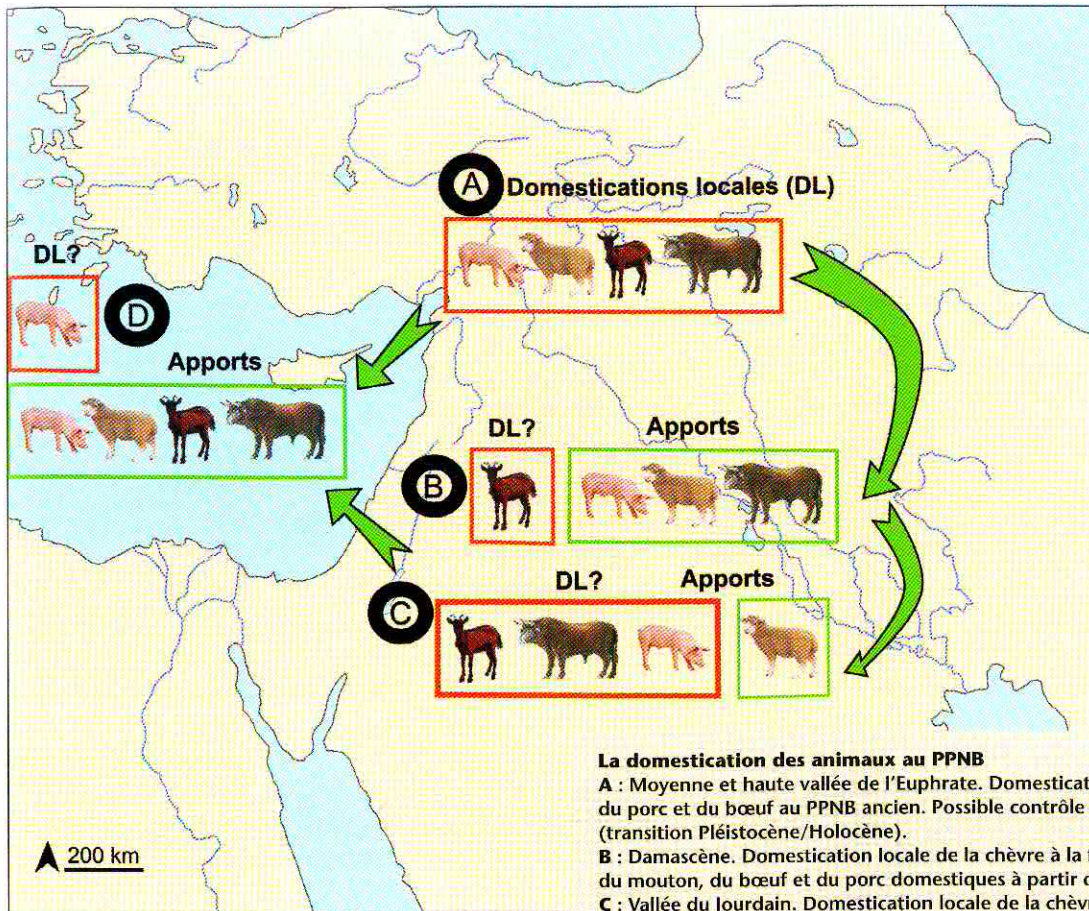 A Domestications locales (DL)
DL?
D
Apports
DL? Apports
B
DL? Apports
C
La domestication des animaux au PPNB
A : Moyenne et haute vallée de l'Euphrate.
du porc et du bœuf au PPNB ancien. Possible contrôle
(transition Pléistocène/Holocène).
B : Damascène. Domestication locale de la chèvre à la
du mouton, du bœuf et du porc domestiques à partir
C : Vallée du Jourdain. Domestication locale de la
200 km